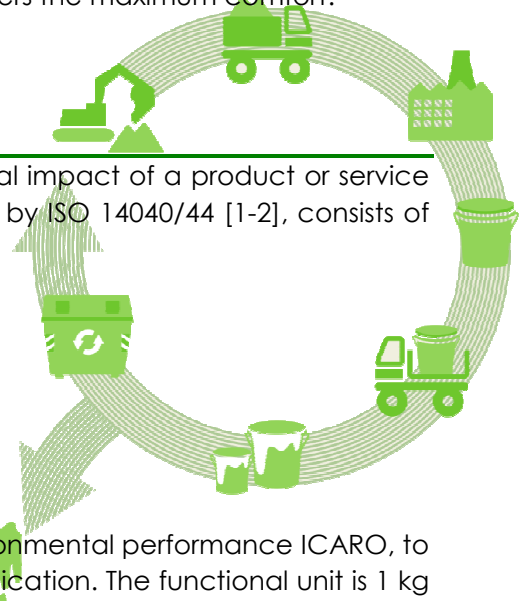 the maximum comfort.
al impact of a product or service
by ISO 14040/44 [1-2], consists of
onmental performance ICARO, to
ication. The functional unit is 1 kg